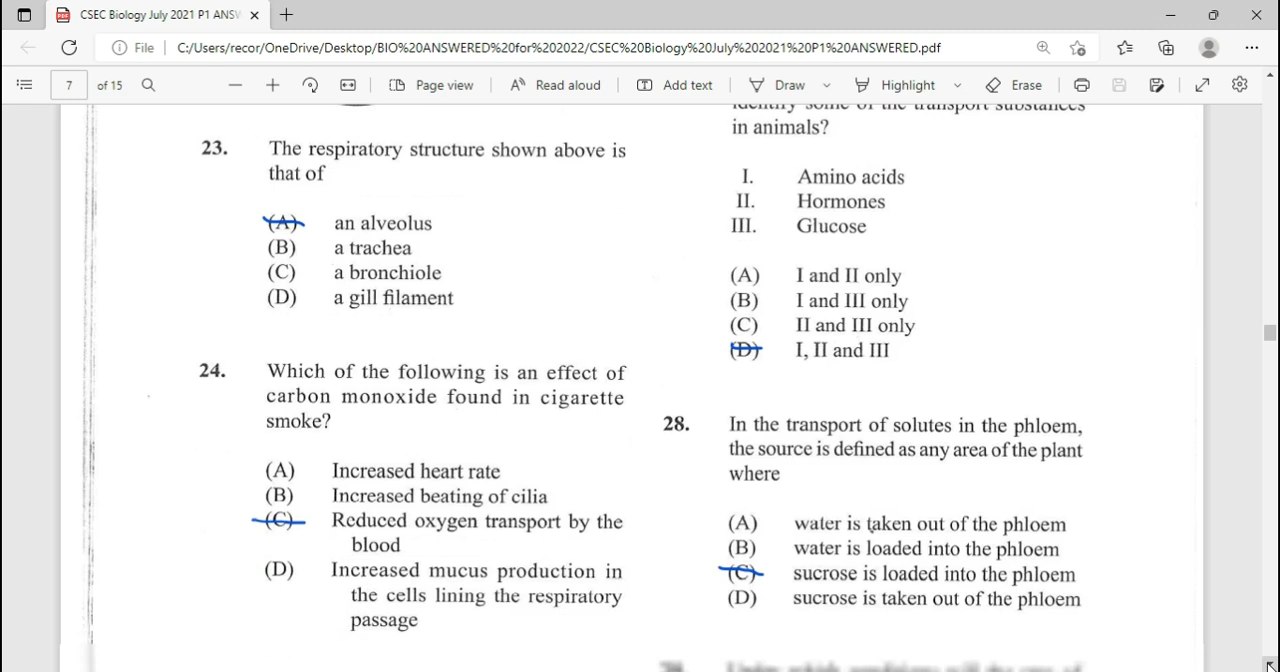 CSEC Biology July 2021 P1 ANSW
File C:/Users/recor/OneDrive/Desktop/BIO%20ANSWERED%20for%202022/CSEC%20Biology%20July%202021%20P1%20ANSWERED.pdf
7 of 15 Page view Read aloud Add text Draw Highlight Erase
23. The respiratory structure shown above is
that of
(A) an alveolus
(B) a trachea
(C) a bronchiole
(D) a gill filament
24. Which of the following is an effect of
carbon monoxide found in cigarette
smoke?
(A) Increased heart rate
(B) Increased beating of cilia
(C) Reduced oxygen transport by the
blood
(D) Increased mucus production in
the cells lining the respiratory
passage
identify some of the transport substances
in animals?
I. Amino acids
II. Hormones
III. Glucose
(A) I and II only
(B) I and III only
(C) II and III only
(D) I, II and III
28. In the transport of solutes in the phloem,
the source is defined as any area of the plant
where
(A) water is taken out of the phloem
(B) water is loaded into the phloem
(C) sucrose is loaded into the phloem
(D) sucrose is taken out of the phloem